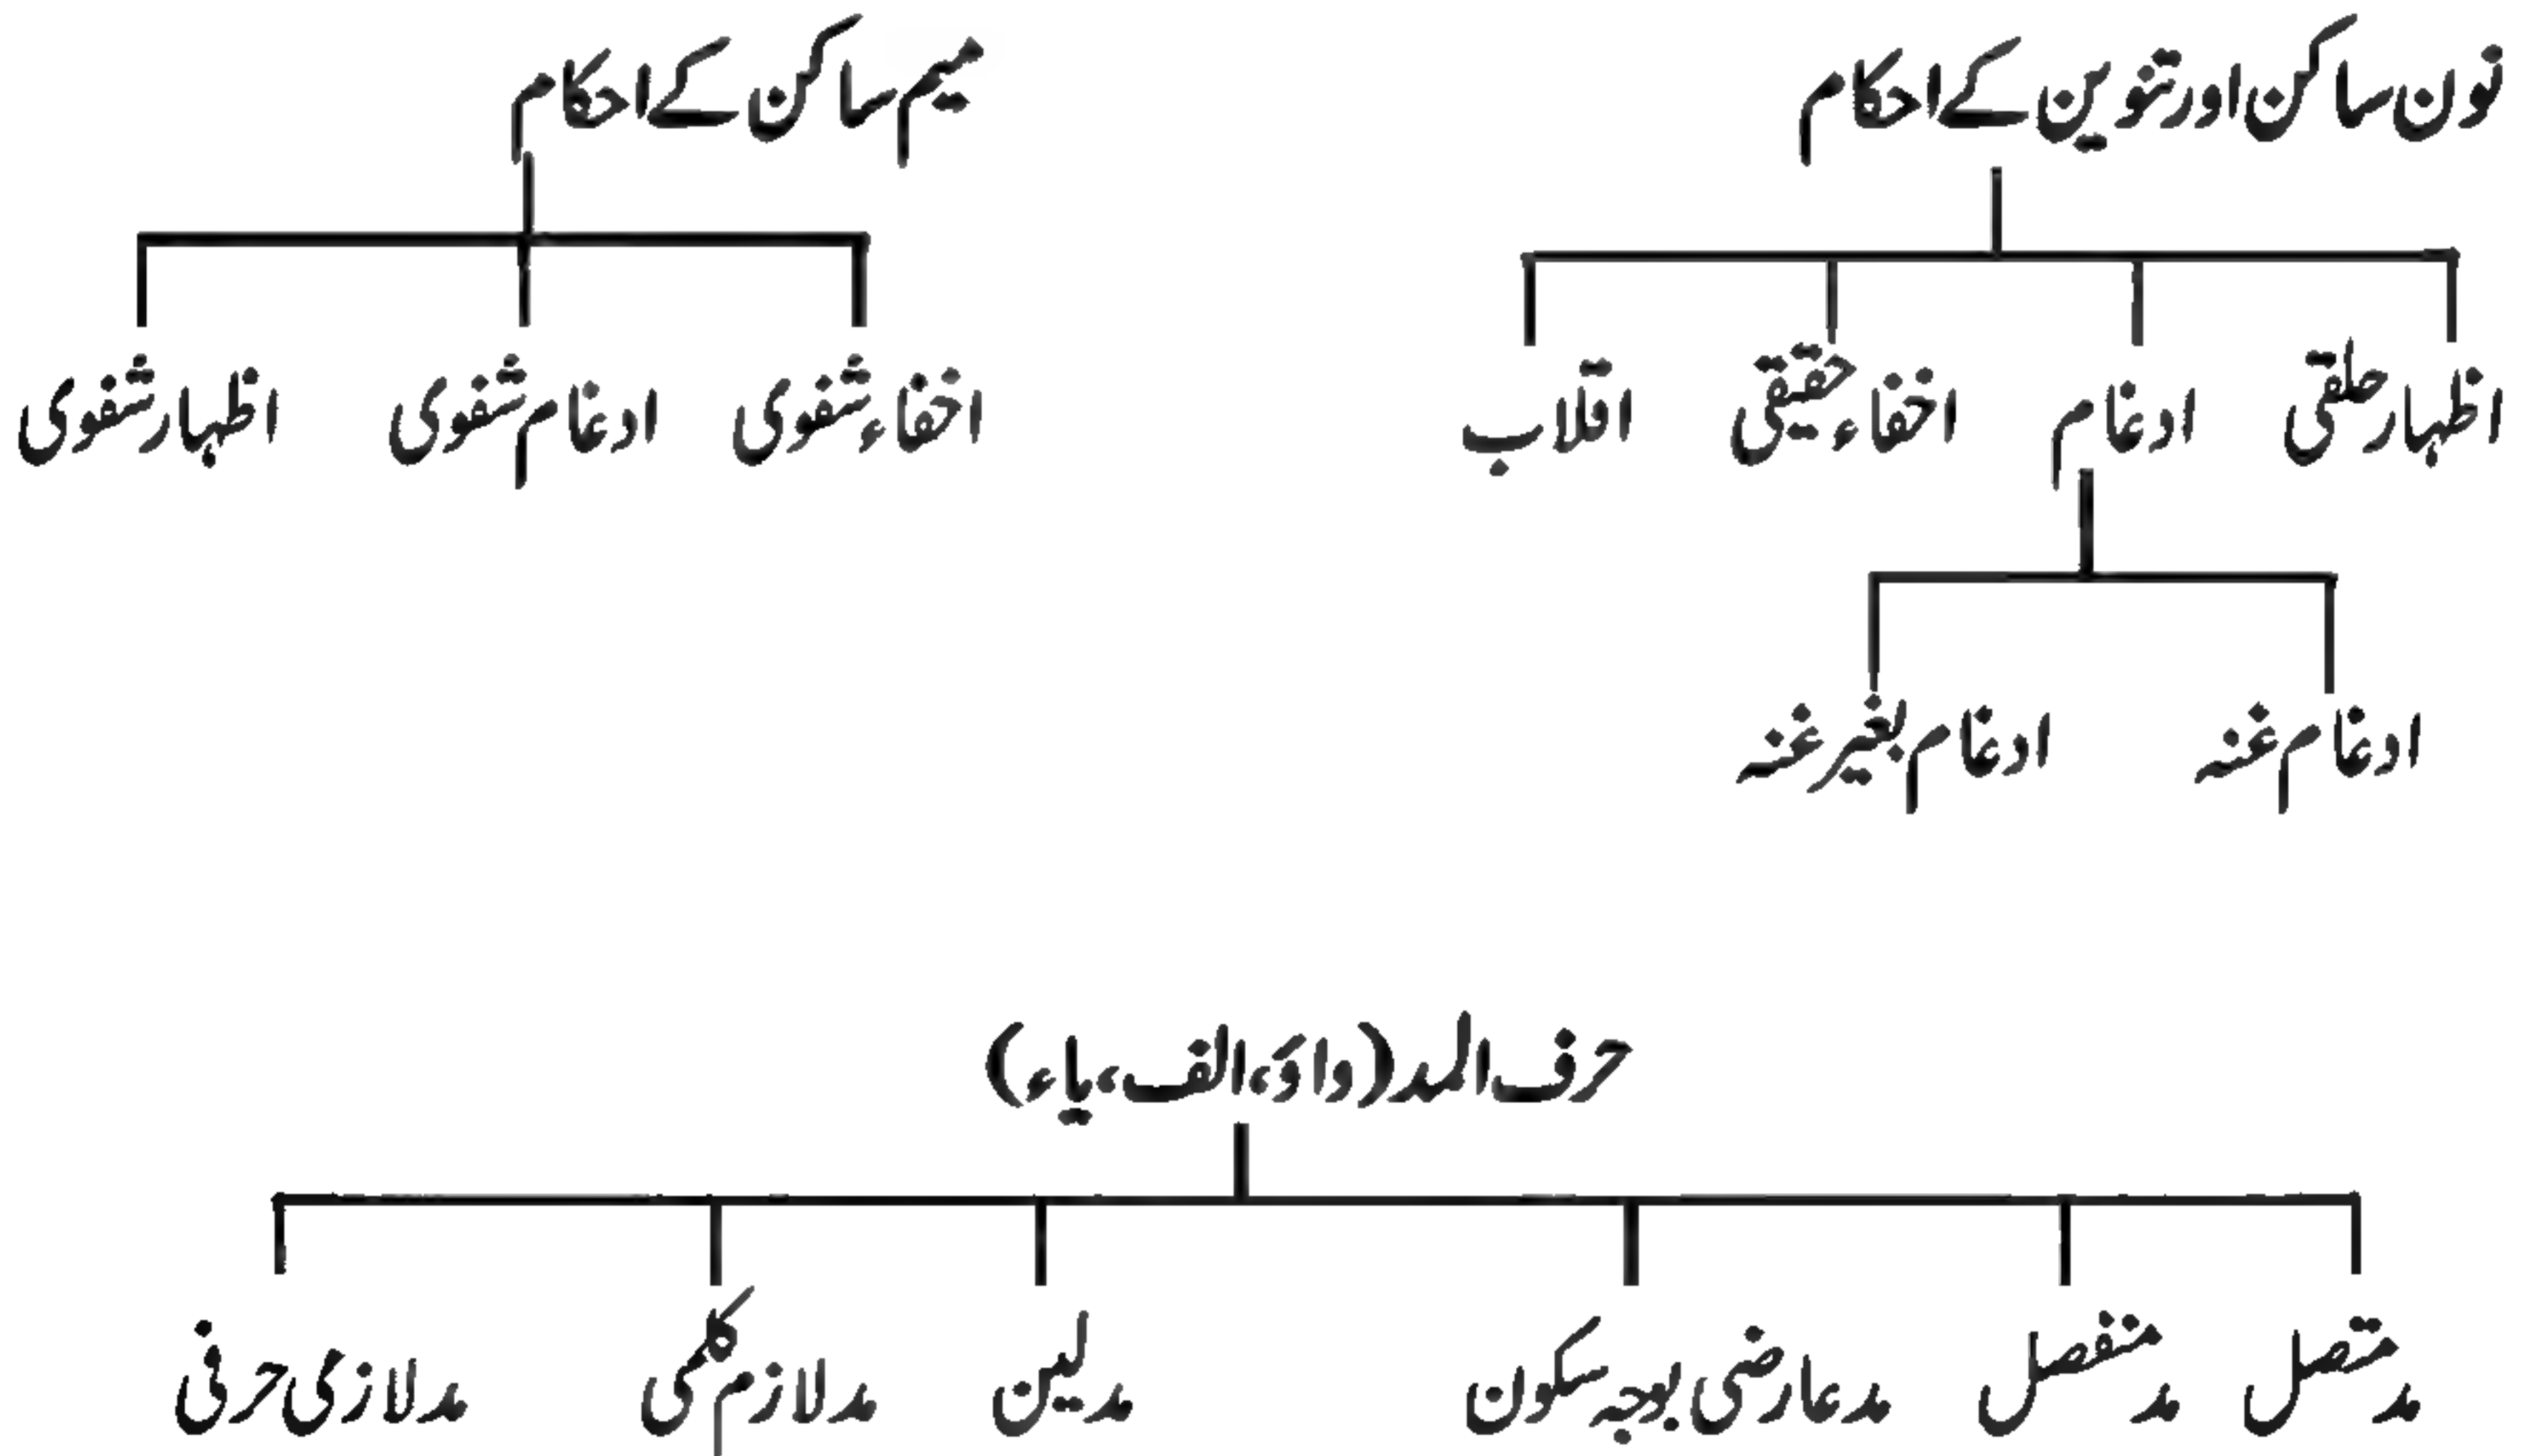 نون ساکن اور تنوین کے احکام
اظہار حلقی ادغام اخفاء حقیقی اقلاب
ادغام غنہ ادغام بغیر غنہ
میم ساکن کے احکام
اخفاء شفوی ادغام شفوی اظہار شفوی
حرف المد (واؤ، الف، یاء)
مد متصل مد منفصل مد عارضی بوجہ سکون مد لین مد لازم کلمی مد لازمی حرفی